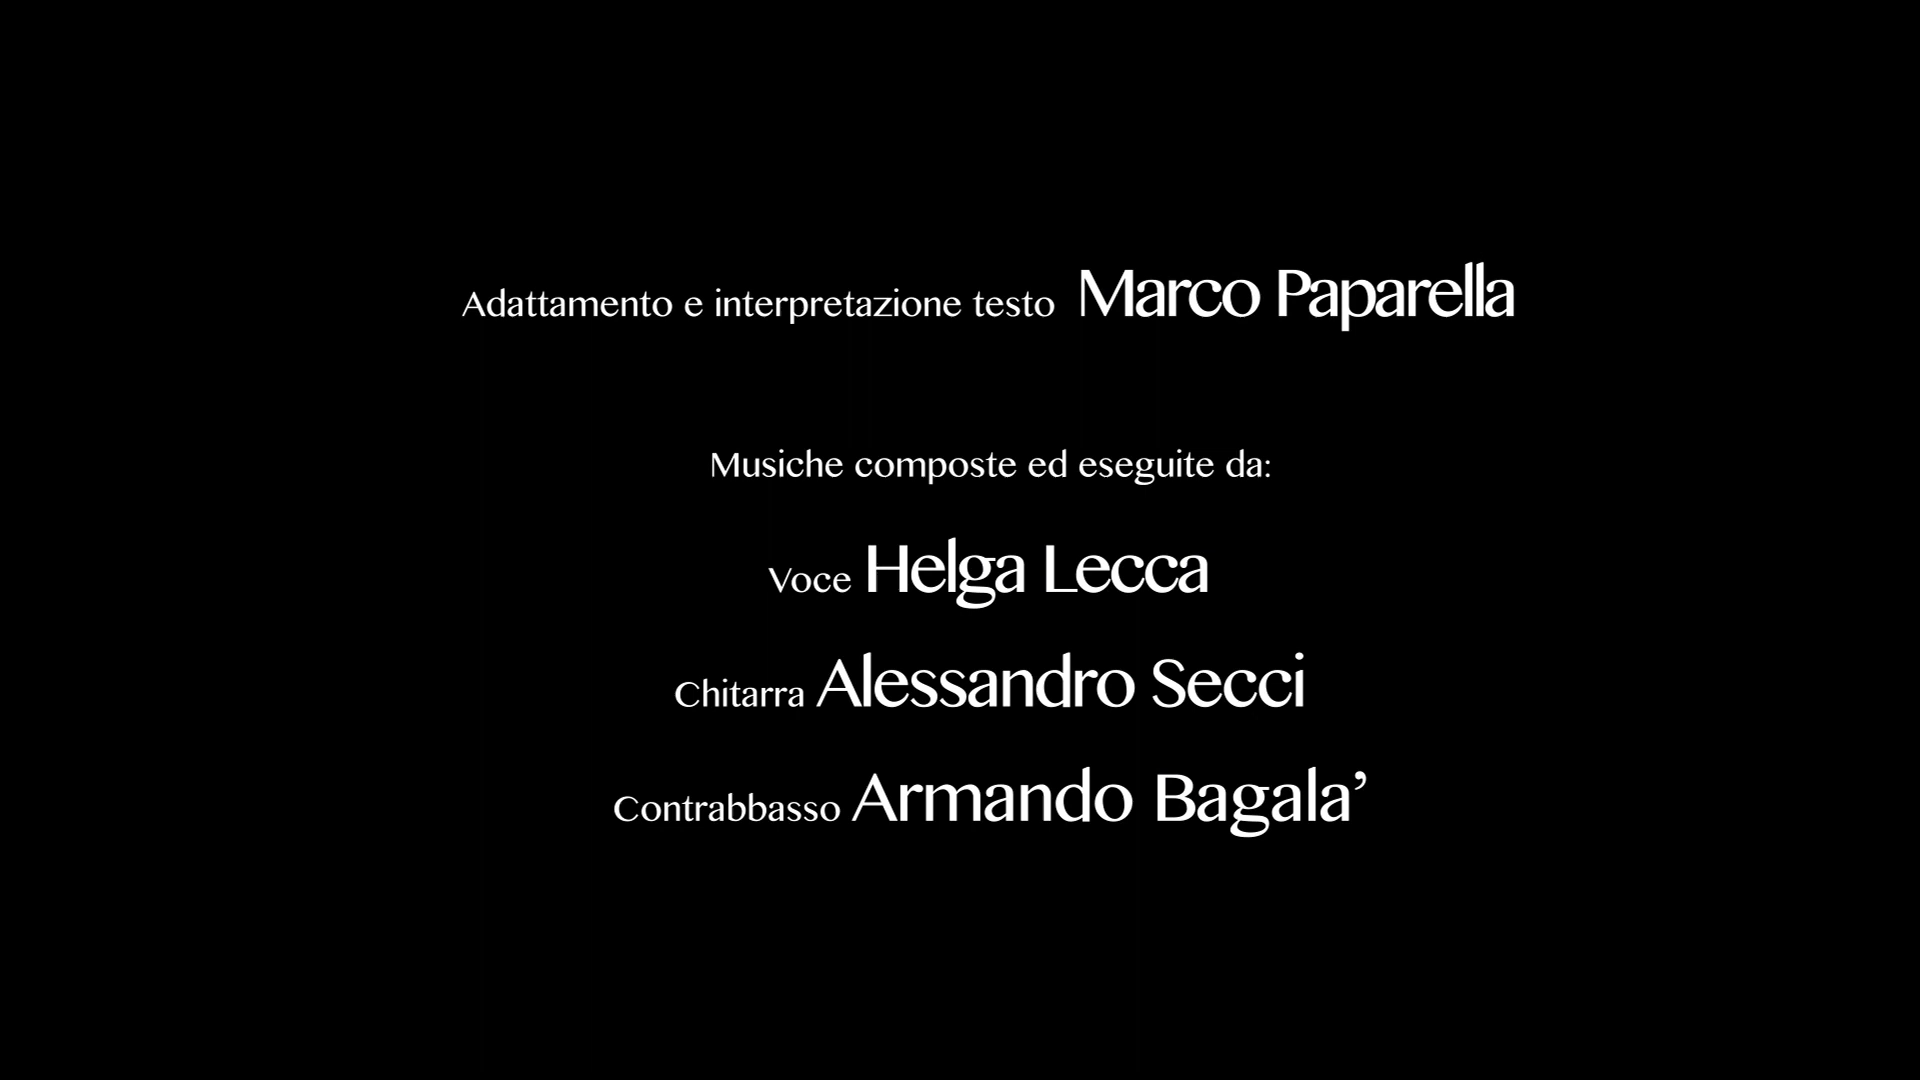 Adattamento e interpretazione testo Marco Paparella
Musiche composte ed eseguite da:
Voce Helga Lecca
Chitarra Alessandro Secci
Contrabbasso Armando Bagala’